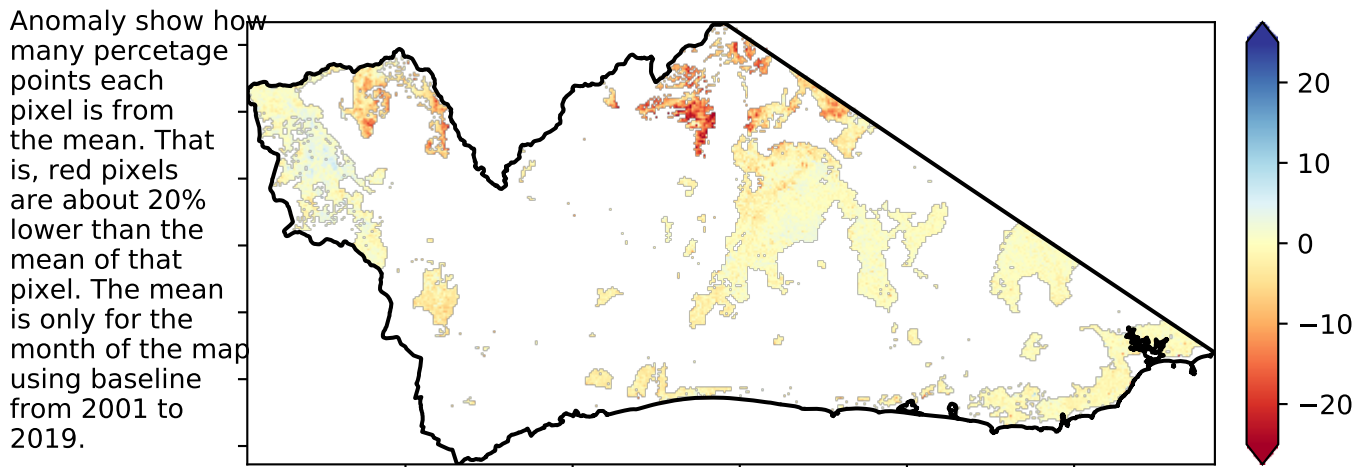 Anomaly show how
many percetage
points each
pixel is from
the mean. That
is, red pixels
are about 20%
lower than the
mean of that
pixel. The mean
is only for the
month of the map
using baseline
from 2001 to
2019.
20
10
0
−10
−20